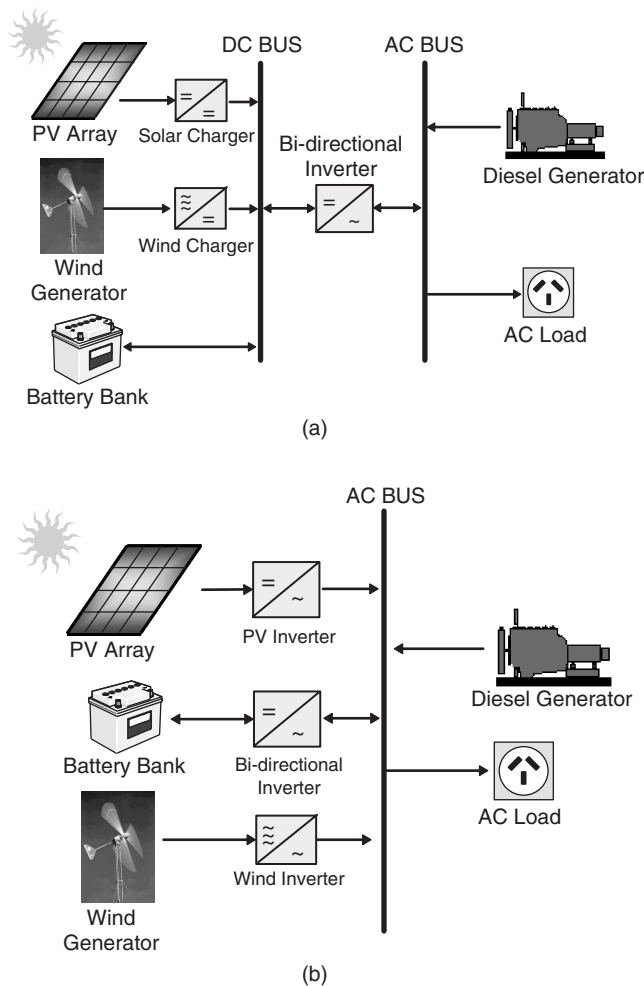 DC BUS
AC BUS
PV Array
Solar Charger
Bi-directional
Inverter
Diesel Generator
Wind Charger
Wind
Generator
AC Load
Battery Bank
(a)
AC BUS
PV Array
PV Inverter
Diesel Generator
Battery Bank
Bi-directional
Inverter
AC Load
Wind Inverter
Wind
Generator
(b)